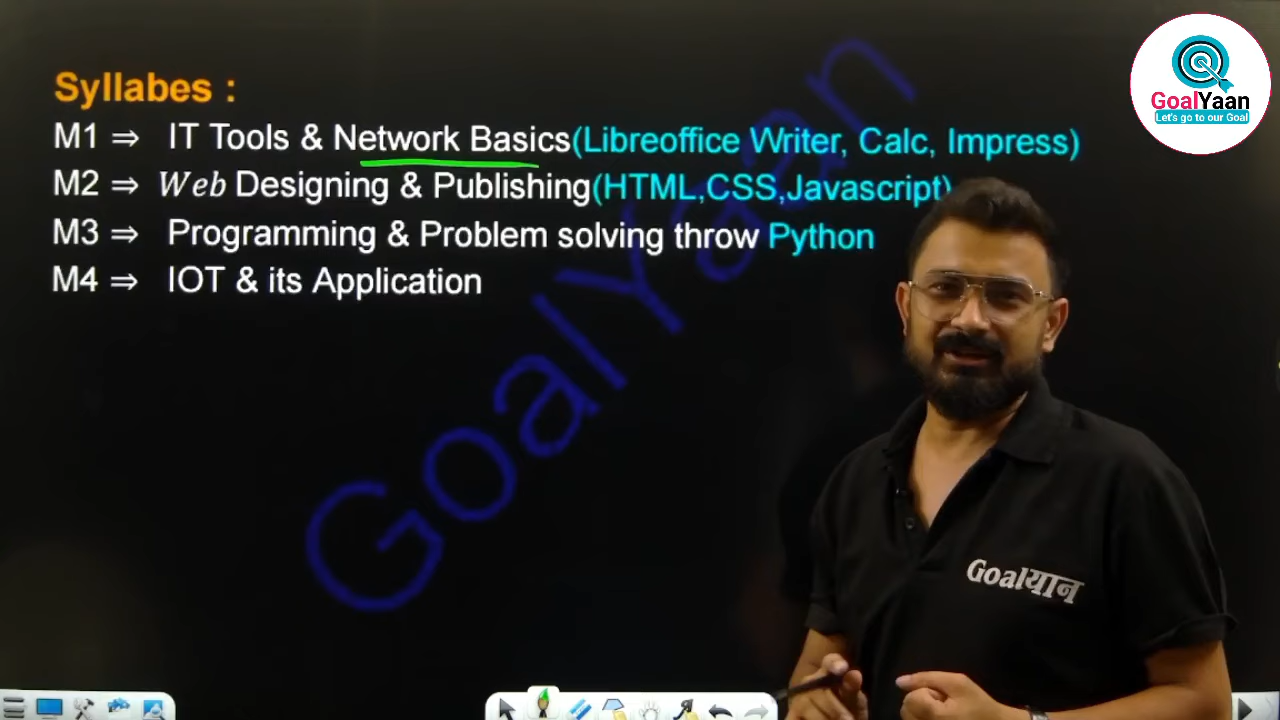 Syllabes :
M1 ⇒ IT Tools & Network Basics(Libreoffice Writer, Calc, Impress)
M2 ⇒ Web Designing & Publishing(HTML,CSS,Javascript)
M3 ⇒ Programming & Problem solving throw Python
M4 ⇒ IOT & its Application
GoalYaan
GoalYaan
Let's go to our Goal
Goalयान